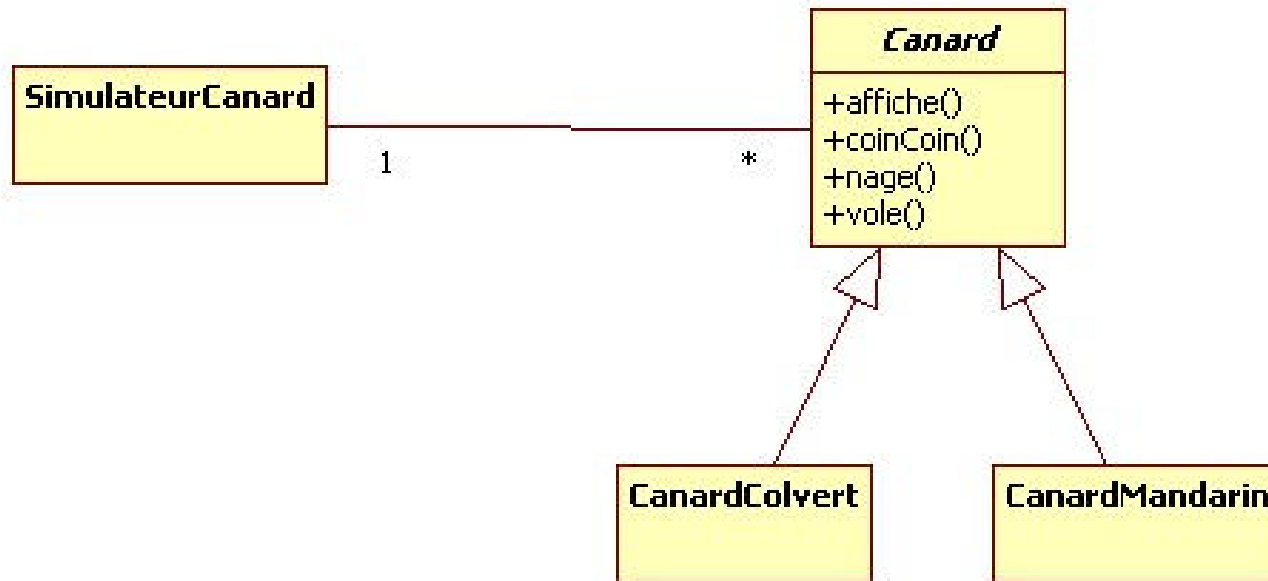 Canard
SimulateurCanard
+affiche()
+coinCoin()
+nage()
+vole()
1
*
CanardColvert
CanardMandarin